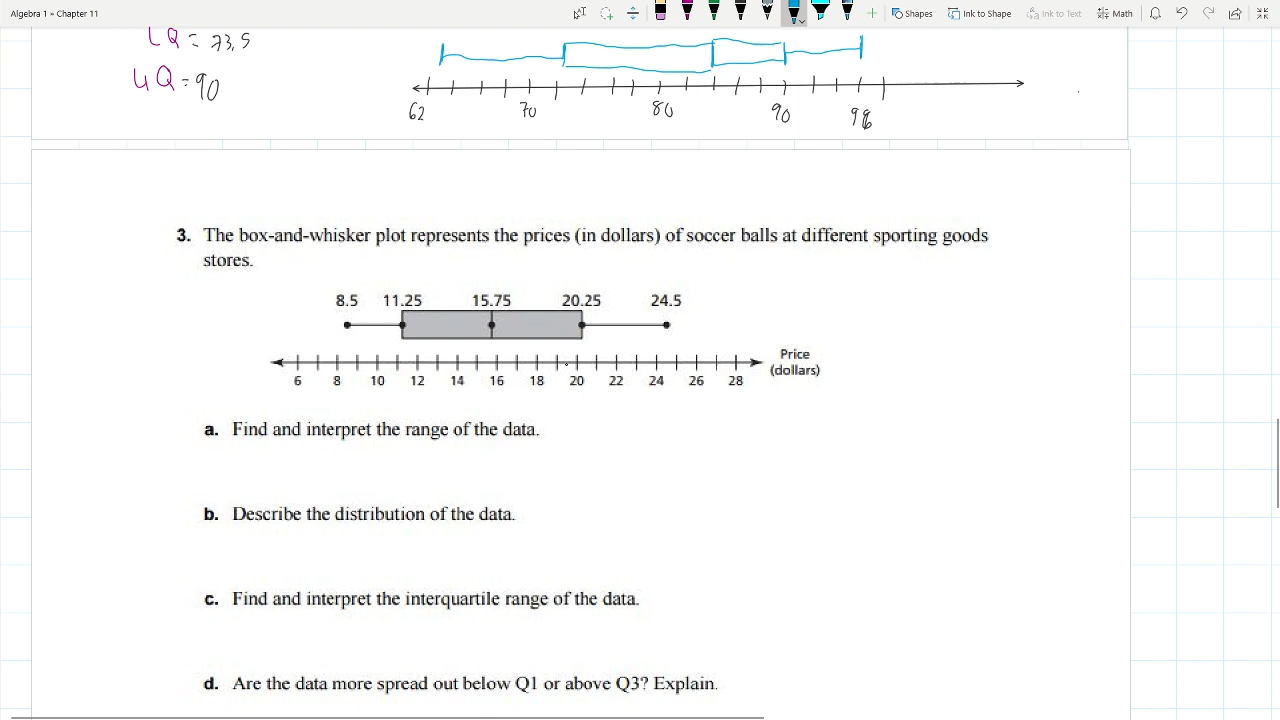 Algebra 1 » Chapter 11
Shapes
Ink to Shape
Ink to Text
Math
LQ = 73,5
UQ = 90
62 70 80 90 98
3. The box-and-whisker plot represents the prices (in dollars) of soccer balls at different sporting goods
stores.
8.5 11.25 15.75 20.25 24.5
6 8 10 12 14 16 18 20 22 24 26 28
Price
(dollars)
a. Find and interpret the range of the data.
b. Describe the distribution of the data.
c. Find and interpret the interquartile range of the data.
d. Are the data more spread out below Q1 or above Q3? Explain.